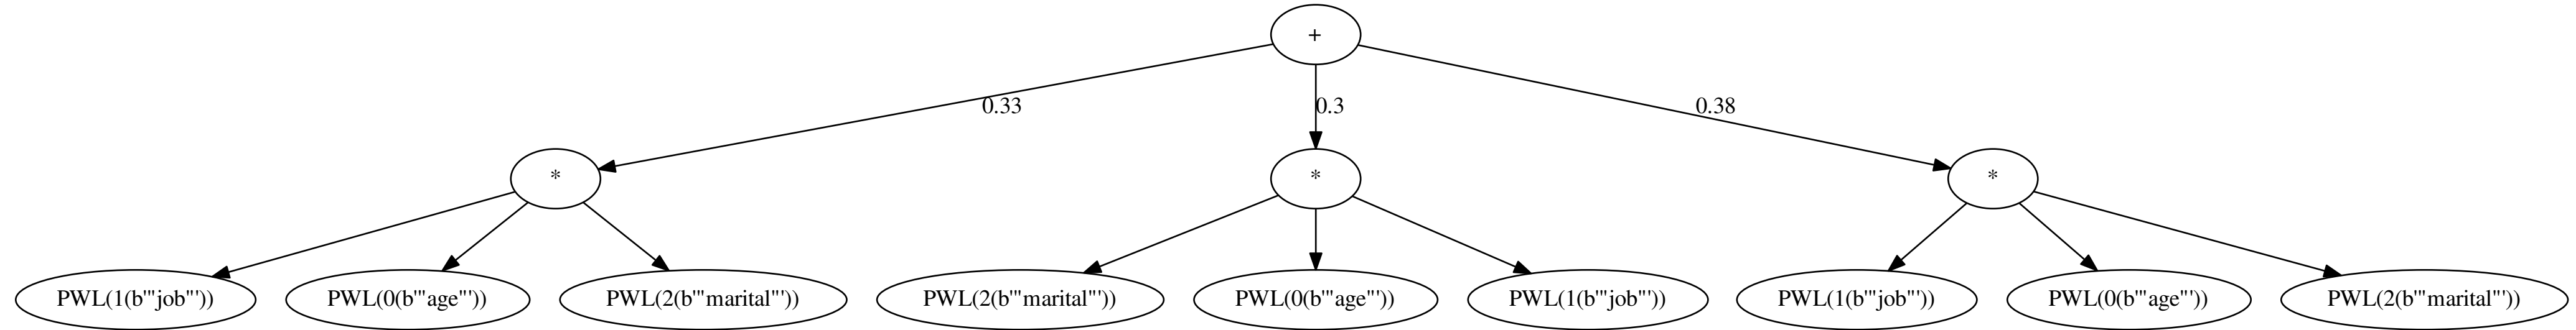 +
0.33
0.3
0.38
*
*
*
PWL(1(b'"job"'))
PWL(0(b'"age"'))
PWL(2(b'"marital"'))
PWL(2(b'"marital"'))
PWL(0(b'"age"'))
PWL(1(b'"job"'))
PWL(1(b'"job"'))
PWL(0(b'"age"'))
PWL(2(b'"marital"'))